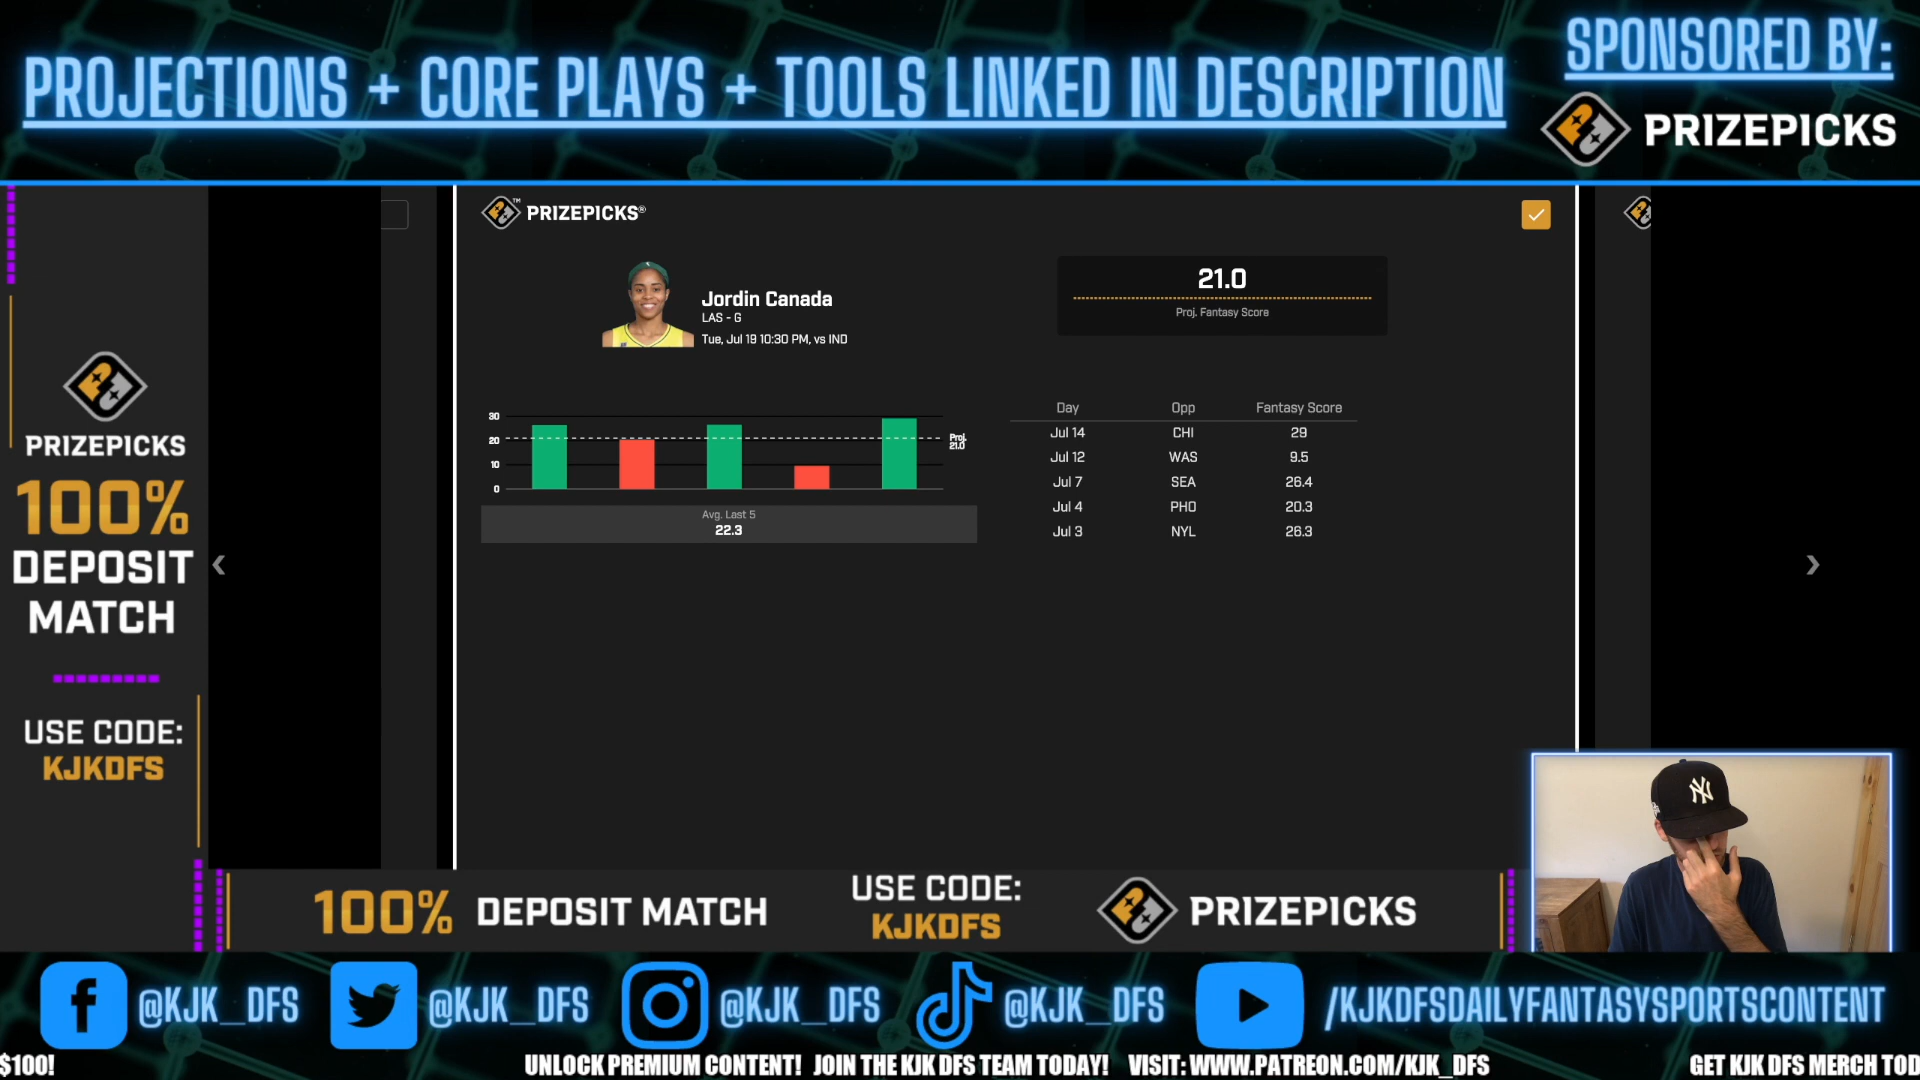 PROJECTIONS + CORE PLAYS + TOOLS LINKED IN DESCRIPTION
SPONSORED BY:
PRIZEPICKS
PRIZEPICKS®
™
Jordin Canada
LAS - G
Tue, Jul 19 10:30 PM, vs IND
21.0
Proj. Fantasy Score
30
20
10
0
Proj.
21.0
Avg. Last 5
22.3
Day Opp Fantasy Score
Jul 14 CHI 29
Jul 12 WAS 9.5
Jul 7 SEA 26.4
Jul 4 PHO 20.3
Jul 3 NYL 26.3
PRIZEPICKS
100%
DEPOSIT
MATCH
USE CODE:
KJKDFS
NY
100% DEPOSIT MATCH
USE CODE:
KJKDFS
PRIZEPICKS
@KJK_DFS @KJK_DFS @KJK_DFS @KJK_DFS /KJKDFSDAILYFANTASYSPORTSCONTENT
$100! UNLOCK PREMIUM CONTENT! JOIN THE KJK DFS TEAM TODAY! VISIT: WWW.PATREON.COM/KJK_DFS GET KJK DFS MERCH TOD